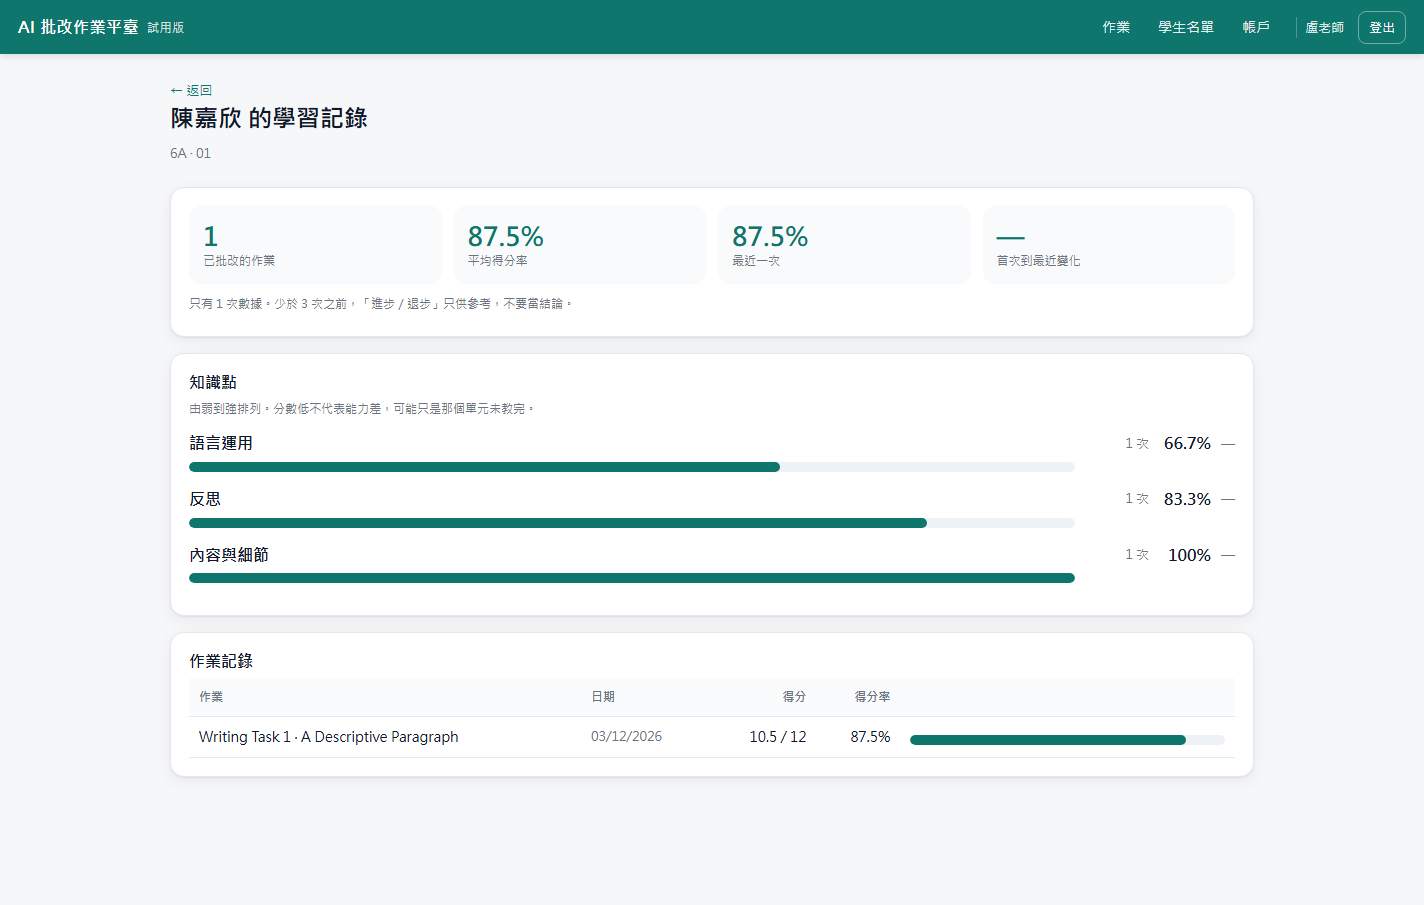 AI 批改作業平臺 試用版
作業 學生名單 帳戶 盧老師 登出
← 返回
陳嘉欣 的學習記錄
6A · 01
1
已批改的作業
87.5%
平均得分率
87.5%
最近一次
—
首次到最近變化
只有 1 次數據。少於 3 次之前，「進步 / 退步」只供參考，不要當結論。
知識點
由弱到強排列。分數低不代表能力差，可能只是那個單元未教完。
語言運用 1 次 66.7% —
反思 1 次 83.3% —
內容與細節 1 次 100% —
作業記錄
作業 日期 得分 得分率
Writing Task 1 · A Descriptive Paragraph 03/12/2026 10.5 / 12 87.5%